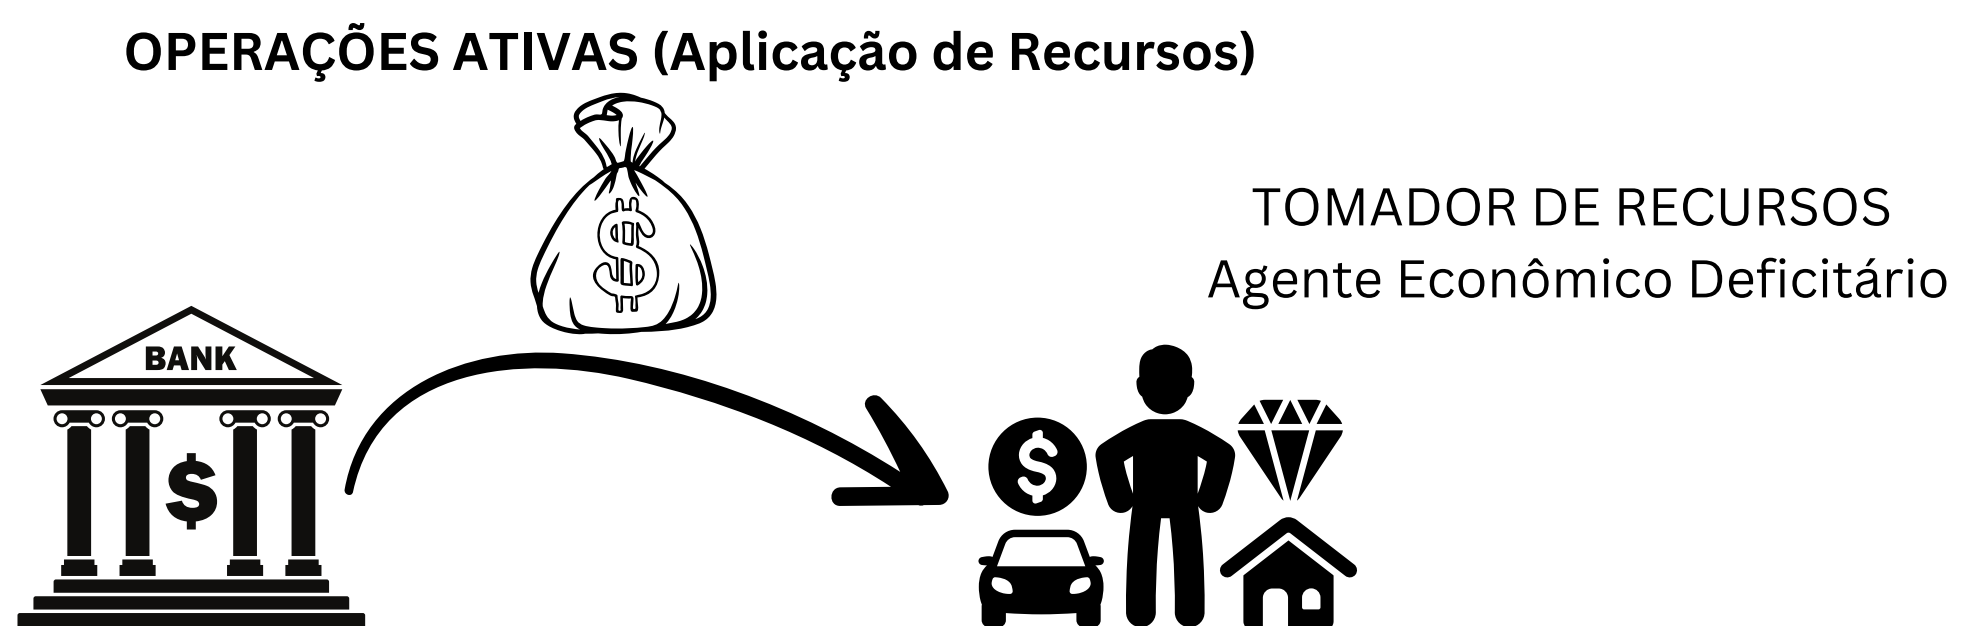 OPERAÇÕES ATIVAS (Aplicação de Recursos)
$
TOMADOR DE RECURSOS
Agente Econômico Deficitário
BANK
$
$